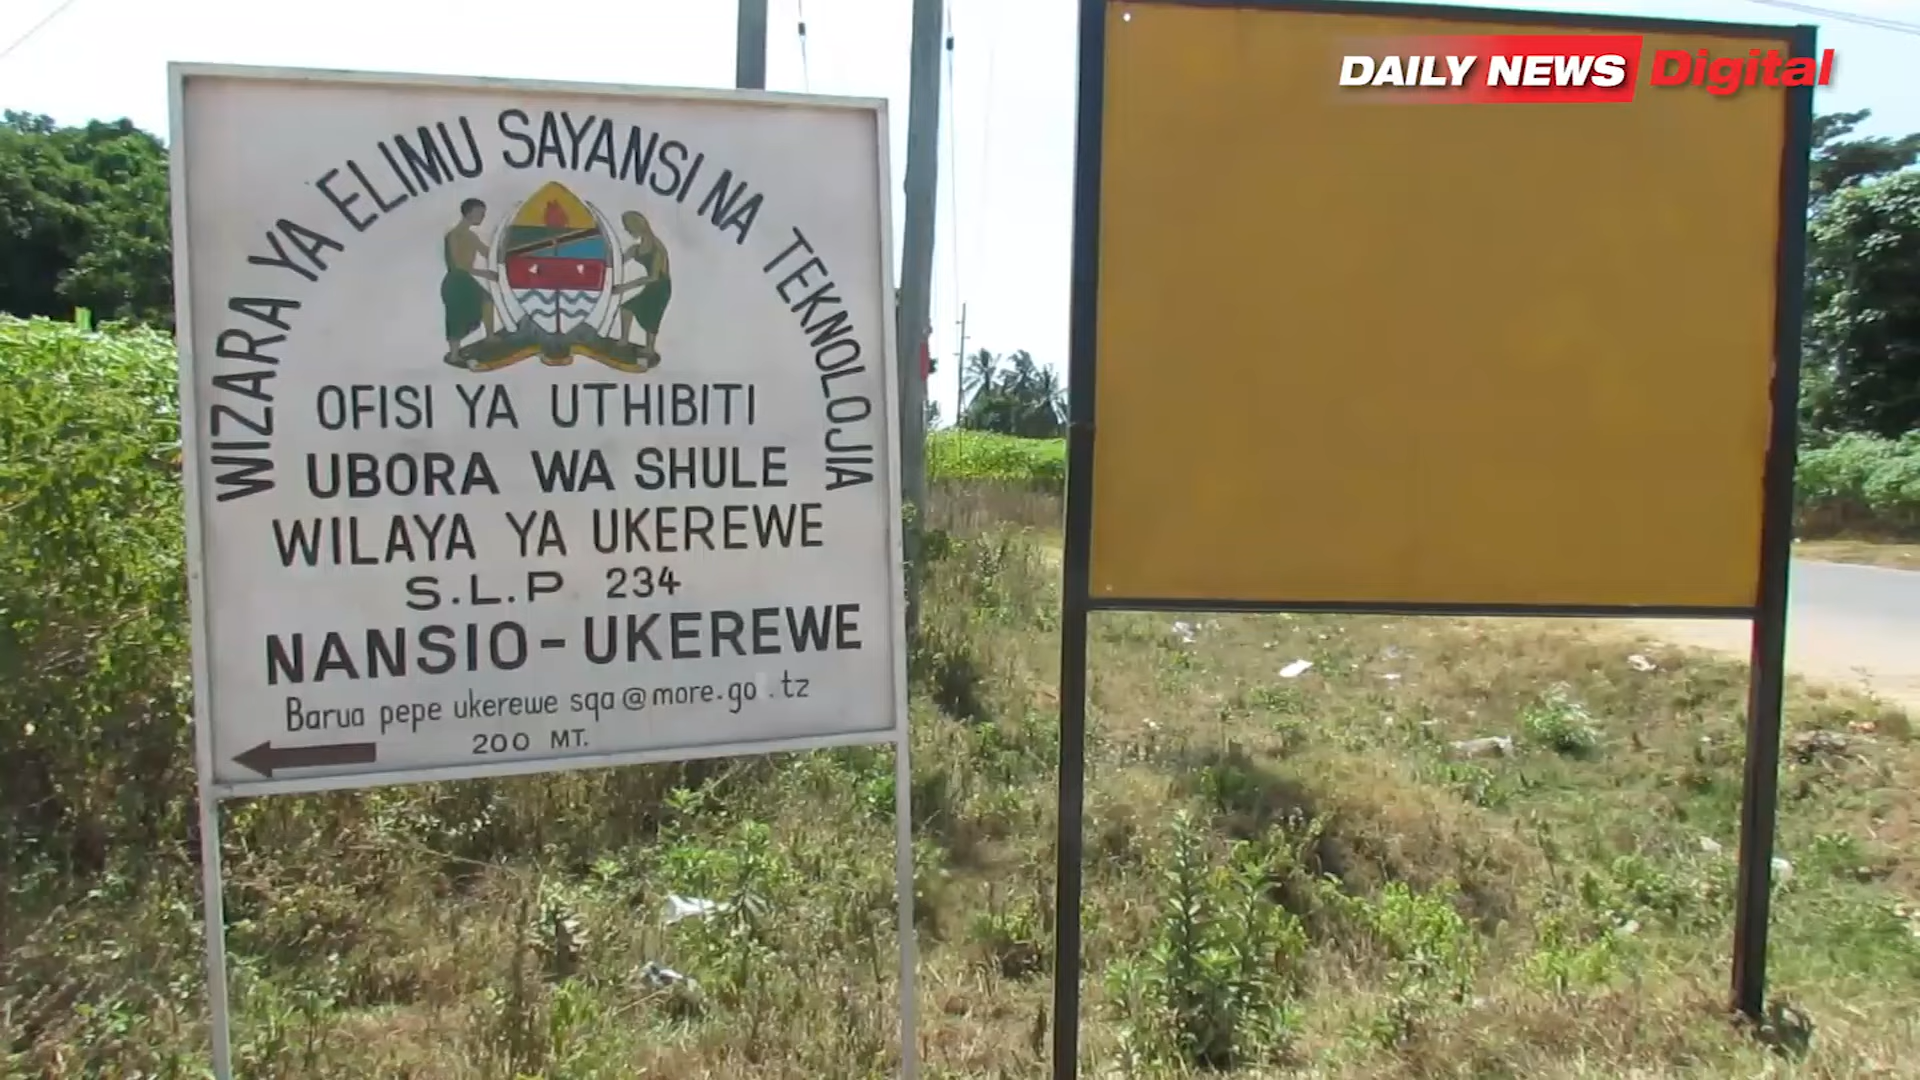 WIZARA YA ELIMU SAYANSI NA TEKNOLOJIA
OFISI YA UTHIBITI
UBORA WA SHULE
WILAYA YA UKEREWE
S.L.P. 234
NANSIO-UKEREWE
Barua pepe ukerewe sqa@more.go.tz
200 MT.
DAILY NEWS Digital